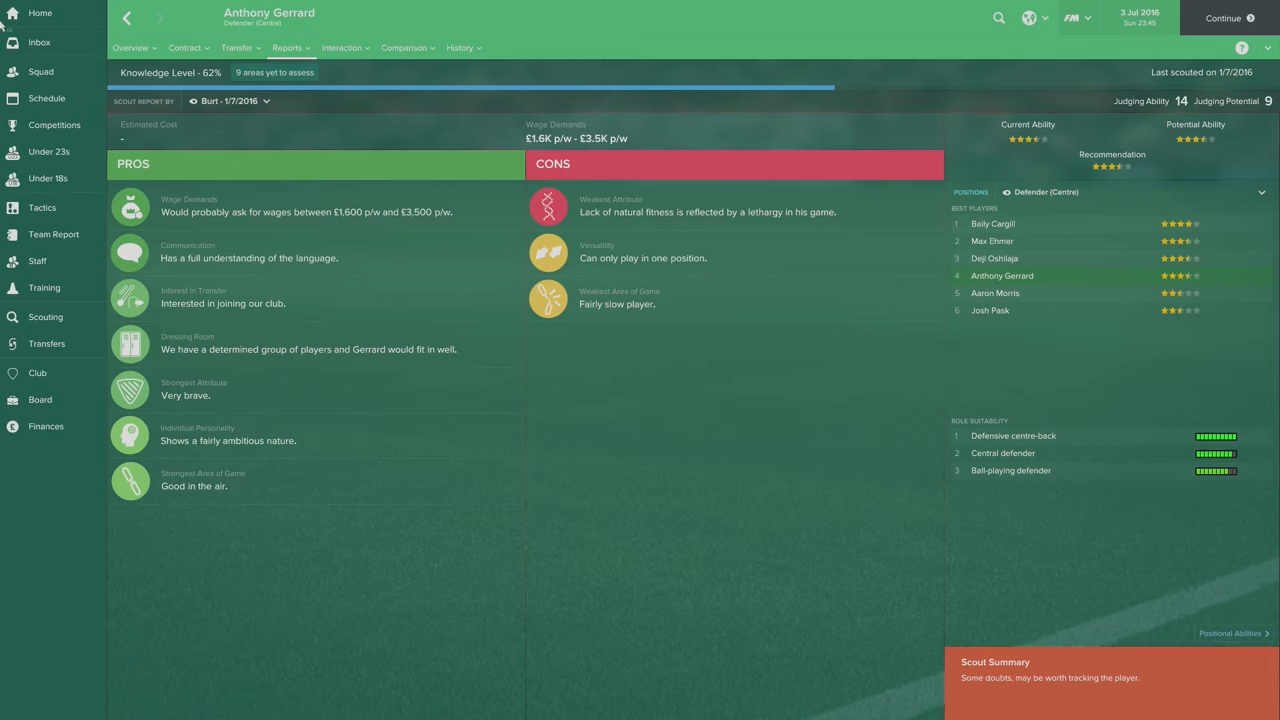 Home
Inbox
Squad
Schedule
Competitions
Under 23s
Under 18s
Tactics
Team Report
Staff
Training
Scouting
Transfers
Club
Board
Finances
Anthony Gerrard
Defender (Centre)
FM
3 Jul 2016
Sun 23:45
Continue
Overview
Contract
Transfer
Reports
Interaction
Comparison
History
?
Knowledge Level - 62%
9 areas yet to assess
Last scouted on 1/7/2016
SCOUT REPORT BY
Burt - 1/7/2016
Judging Ability 14
Judging Potential 9
Estimated Cost
-
Wage Demands
£1.6K p/w - £3.5K p/w
Current Ability
Potential Ability
Recommendation
PROS
Wage Demands
Would probably ask for wages between £1,600 p/w and £3,500 p/w.
Communication
Has a full understanding of the language.
Interest in Transfer
Interested in joining our club.
Dressing Room
We have a determined group of players and Gerrard would fit in well.
Strongest Attribute
Very brave.
Individual Personality
Shows a fairly ambitious nature.
Strongest Area of Game
Good in the air.
CONS
Weakest Attribute
Lack of natural fitness is reflected by a lethargy in his game.
Versatility
Can only play in one position.
Weakest Area of Game
Fairly slow player.
POSITIONS
Defender (Centre)
BEST PLAYERS
1 Baily Cargill
2 Max Ehmer
3 Deji Oshilaja
4 Anthony Gerrard
5 Aaron Morris
6 Josh Pask
ROLE SUITABILITY
1 Defensive centre-back
2 Central defender
3 Ball-playing defender
Positional Abilities
Scout Summary
Some doubts, may be worth tracking the player.